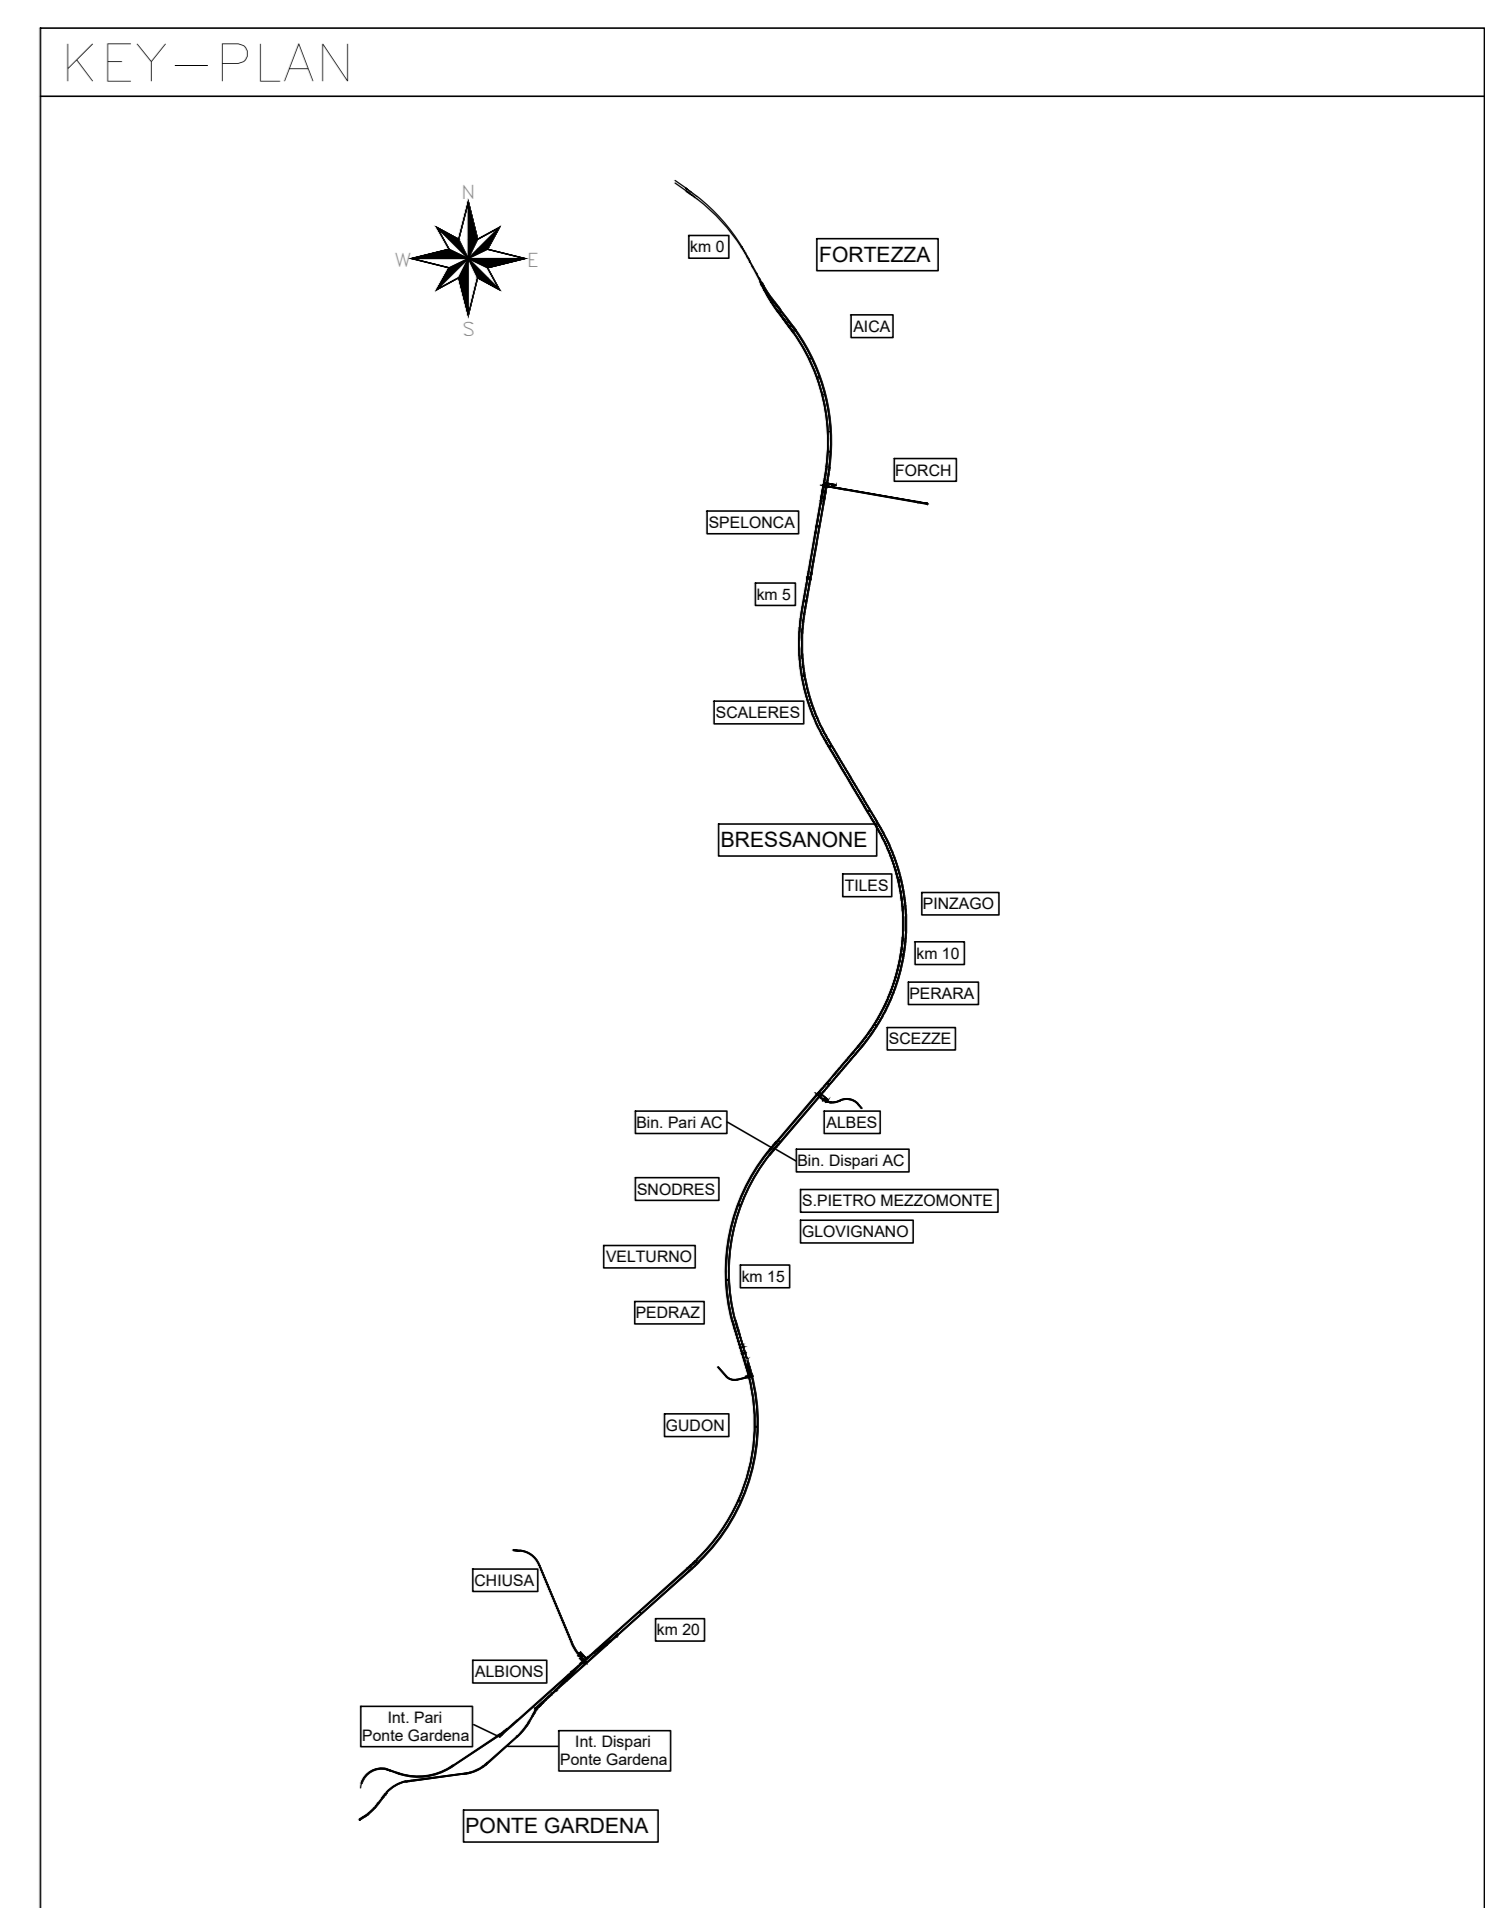 KEY-PLAN
N
W
E
S
km 0
FORTEZZA
AICA
FORCH
SPELONCA
km 5
SCALERES
BRESSANONE
TILES
PINZAGO
km 10
PERARA
SCEZZE
Bin. Pari AC
ALBES
Bin. Dispari AC
SNODRES
S.PIETRO MEZZOMONTE
GLOVIGNANO
VELTURNO
km 15
PEDRAZ
GUDON
CHIUSA
km 20
ALBIONS
Int. Pari
Ponte Gardena
Int. Dispari
Ponte Gardena
PONTE GARDENA